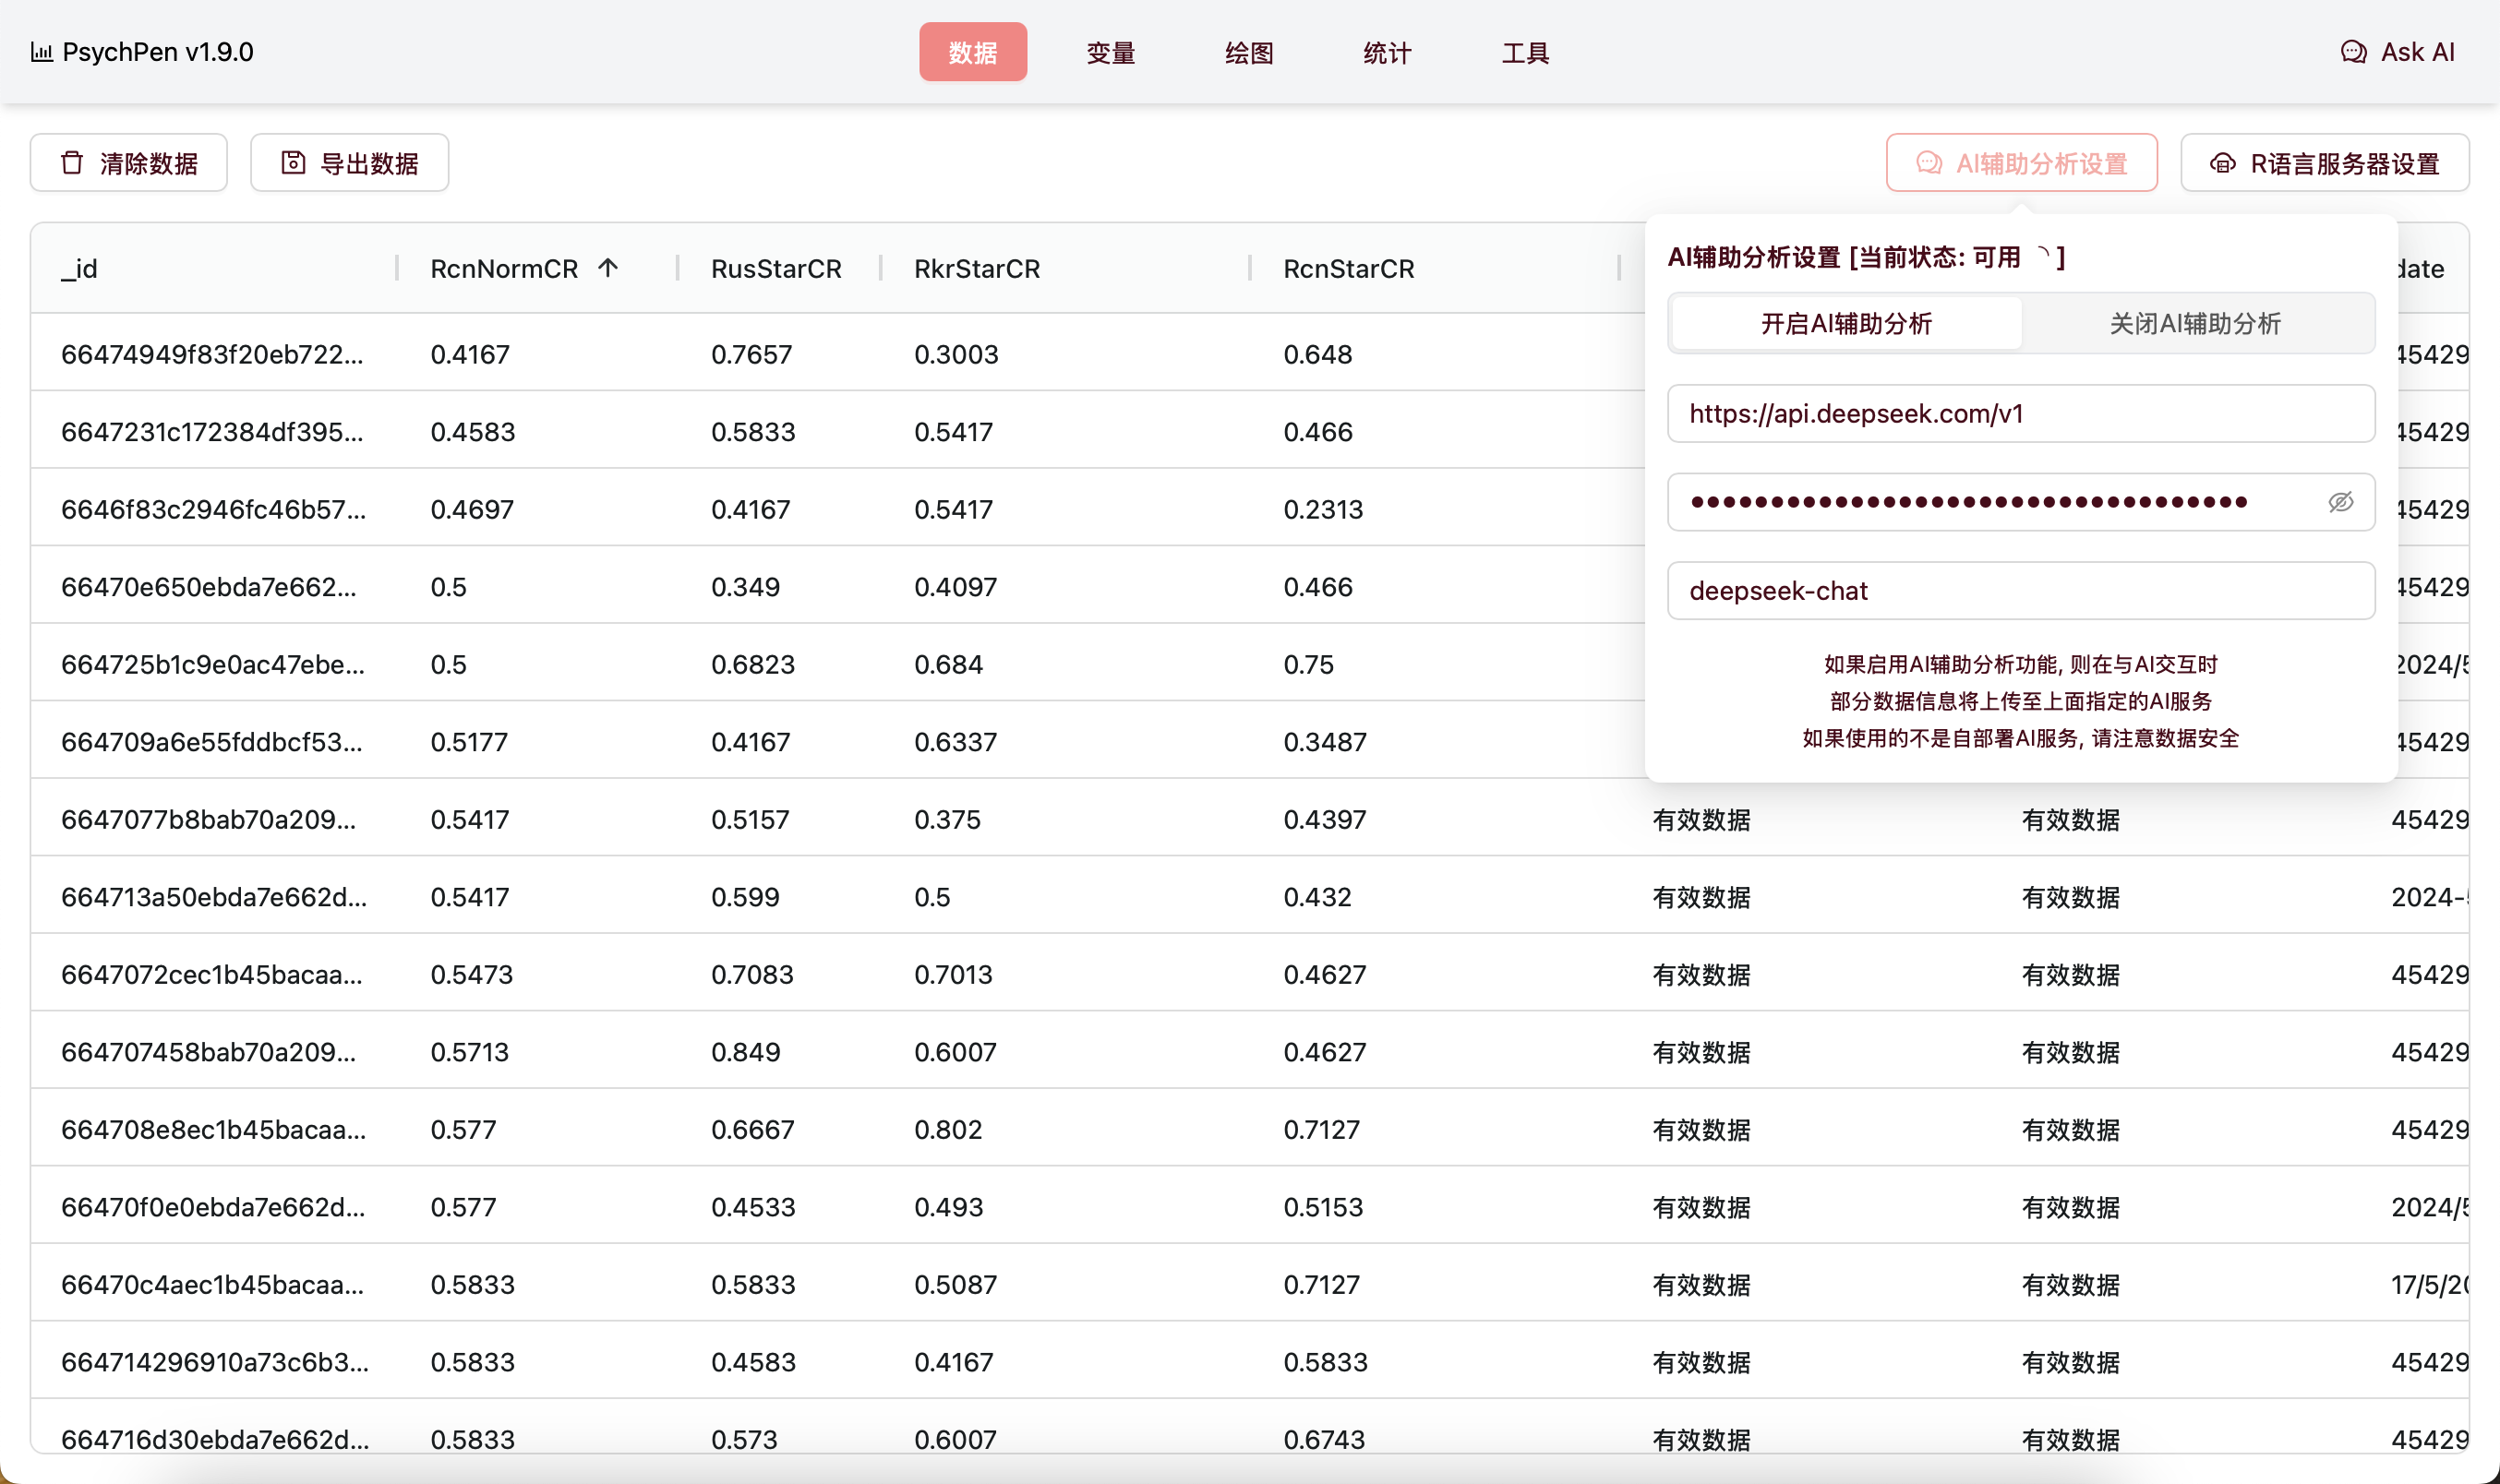 PsychPen v1.9.0
数据 变量 绘图 统计 工具
Ask AI
清除数据 导出数据
AI辅助分析设置 R语言服务器设置
_id RcnNormCR RusStarCR RkrStarCR RcnStarCR date
66474949f83f20eb722... 0.4167 0.7657 0.3003 0.648 45429
6647231c172384df395... 0.4583 0.5833 0.5417 0.466 45429
6646f83c2946fc46b57... 0.4697 0.4167 0.5417 0.2313 45429
66470e650ebda7e662... 0.5 0.349 0.4097 0.466 45429
664725b1c9e0ac47ebe... 0.5 0.6823 0.684 0.75 2024/5
664709a6e55fddbcf53... 0.5177 0.4167 0.6337 0.3487 45429
6647077b8bab70a209... 0.5417 0.5157 0.375 0.4397 有效数据 有效数据 45429
664713a50ebda7e662d... 0.5417 0.599 0.5 0.432 有效数据 有效数据 2024-5
6647072cec1b45bacaa... 0.5473 0.7083 0.7013 0.4627 有效数据 有效数据 45429
664707458bab70a209... 0.5713 0.849 0.6007 0.4627 有效数据 有效数据 45429
664708e8ec1b45bacaa... 0.577 0.6667 0.802 0.7127 有效数据 有效数据 45429
66470f0e0ebda7e662d... 0.577 0.4533 0.493 0.5153 有效数据 有效数据 2024/5
66470c4aec1b45bacaa... 0.5833 0.5833 0.5087 0.7127 有效数据 有效数据 17/5/20
664714296910a73c6b3... 0.5833 0.4583 0.4167 0.5833 有效数据 有效数据 45429
664716d30ebda7e662d... 0.5833 0.573 0.6007 0.6743 有效数据 有效数据 45429
AI辅助分析设置 [当前状态: 可用 ]
开启AI辅助分析 关闭AI辅助分析
https://api.deepseek.com/v1
deepseek-chat
如果启用AI辅助分析功能, 则在与AI交互时
部分数据信息将上传至上面指定的AI服务
如果使用的不是自部署AI服务, 请注意数据安全